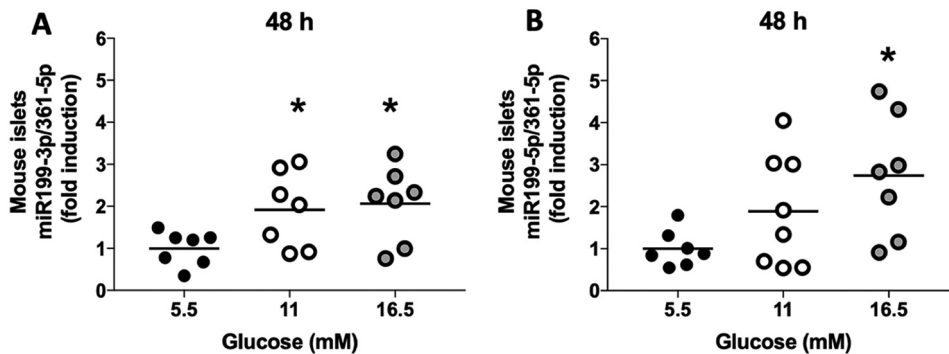 A
48 h
Mouse islets
miR199-3p/361-5p
(fold induction)
6
5
4
3
2
1
0
*
*
5.5
11
16.5
Glucose (mM)
B
48 h
Mouse islets
miR199-5p/361-5p
(fold induction)
6
5
4
3
2
1
0
*
5.5
11
16.5
Glucose (mM)